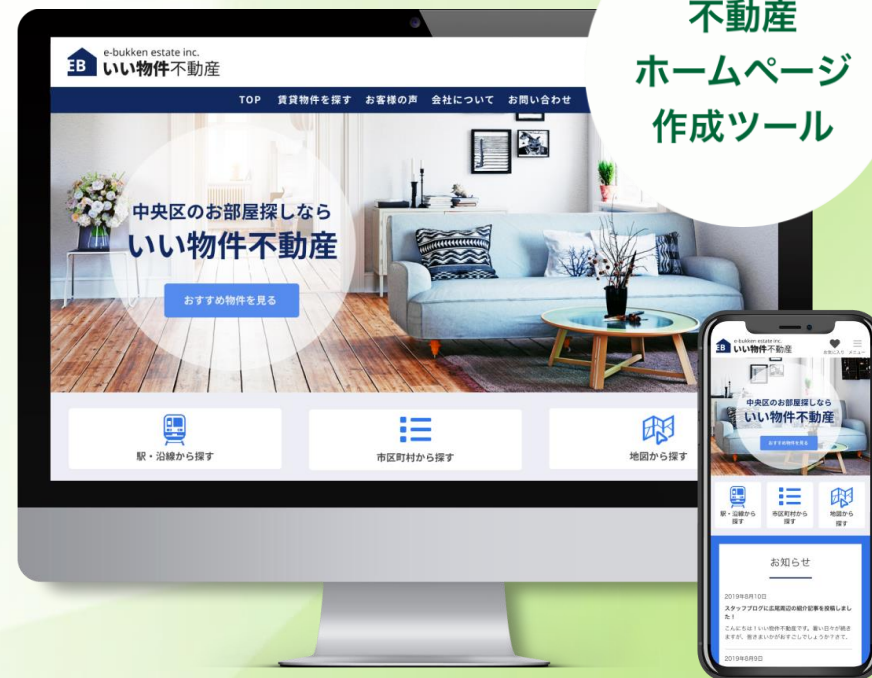 不動産
ホームページ
作成ツール
e-bukken estate inc.
EB いい物件不動産
TOP 賃貸物件を探す お客様の声 会社について お問い合わせ
中央区のお部屋探しなら
いい物件不動産
おすすめ物件を見る
駅・沿線から探す
市区町村から探す
地図から探す
e-bukken estate inc.
EB いい物件不動産
お気に入り メニュー
中央区のお部屋探しなら
いい物件不動産
おすすめ物件を見る
駅・沿線から
探す
市区町村から
探す
地図から
探す
お知らせ
2019年8月10日
スタッフブログに広尾周辺の紹介記事を投稿しまし
た!
こんにちは!いい物件不動産です。暑い日々が続き
ますが、皆さまいかがおすごしでしょうか?さて、
2019年8月9日